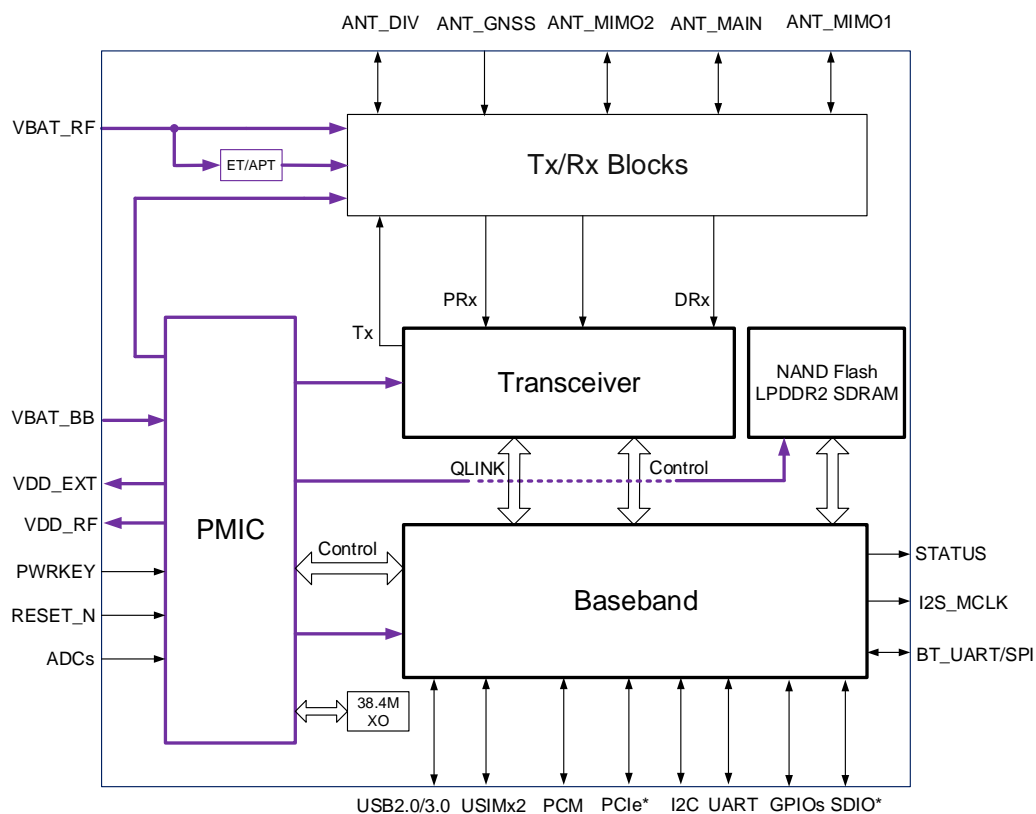 ANT_DIV
ANT_GNSS
ANT_MIMO2
ANT_MAIN
ANT_MIMO1
VBAT_RF
ET/APT
Tx/Rx Blocks
PRx
DRx
Tx
Transceiver
NAND Flash
LPDDR2 SDRAM
VBAT_BB
QLINK
Control
VDD_EXT
VDD_RF
PMIC
Control
PWRKEY
RESET_N
ADCs
Baseband
STATUS
I2S_MCLK
BT_UART/SPI
38.4M
XO
USB2.0/3.0
USIMx2
PCM
PCIe*
I2C
UART
GPIOs
SDIO*